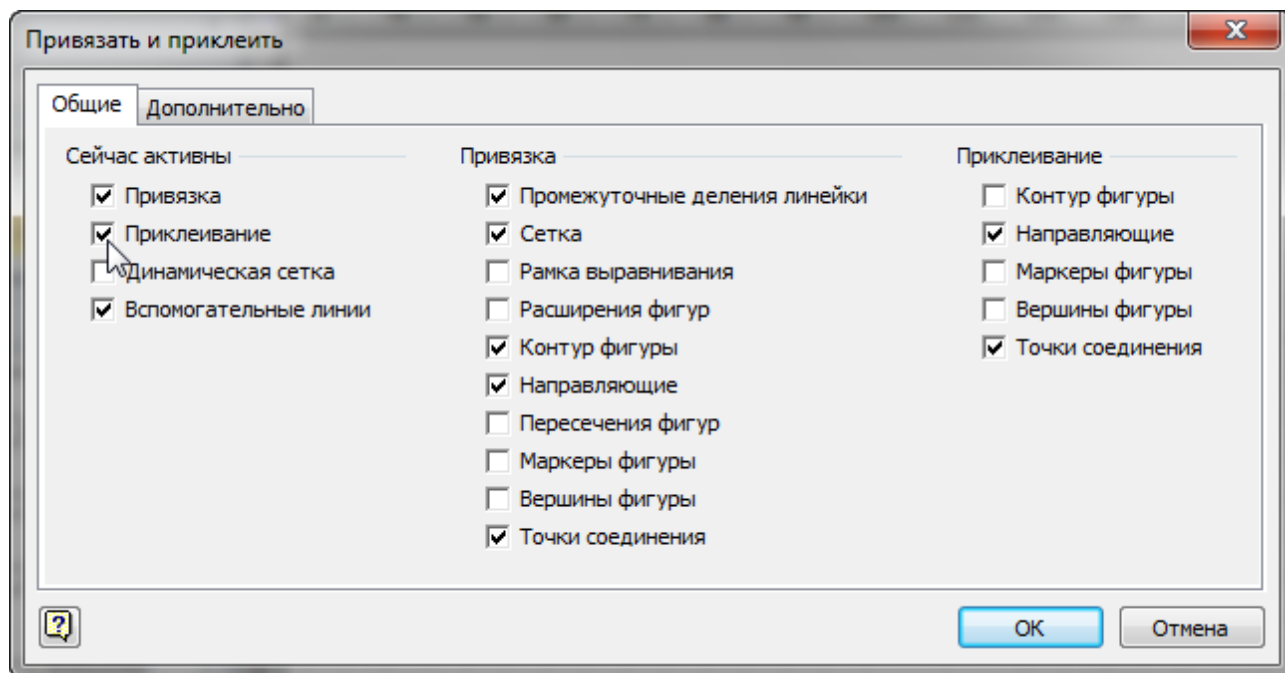 Привязать и приклеить
Общие
Дополнительно
Сейчас активны
Привязка
Приклеивание
Динамическая сетка
Вспомогательные линии
Привязка
Промежуточные деления линейки
Сетка
Рамка выравнивания
Расширения фигур
Контур фигуры
Направляющие
Пересечения фигур
Маркеры фигуры
Вершины фигуры
Точки соединения
Приклеивание
Контур фигуры
Направляющие
Маркеры фигуры
Вершины фигуры
Точки соединения
ОК
Отмена